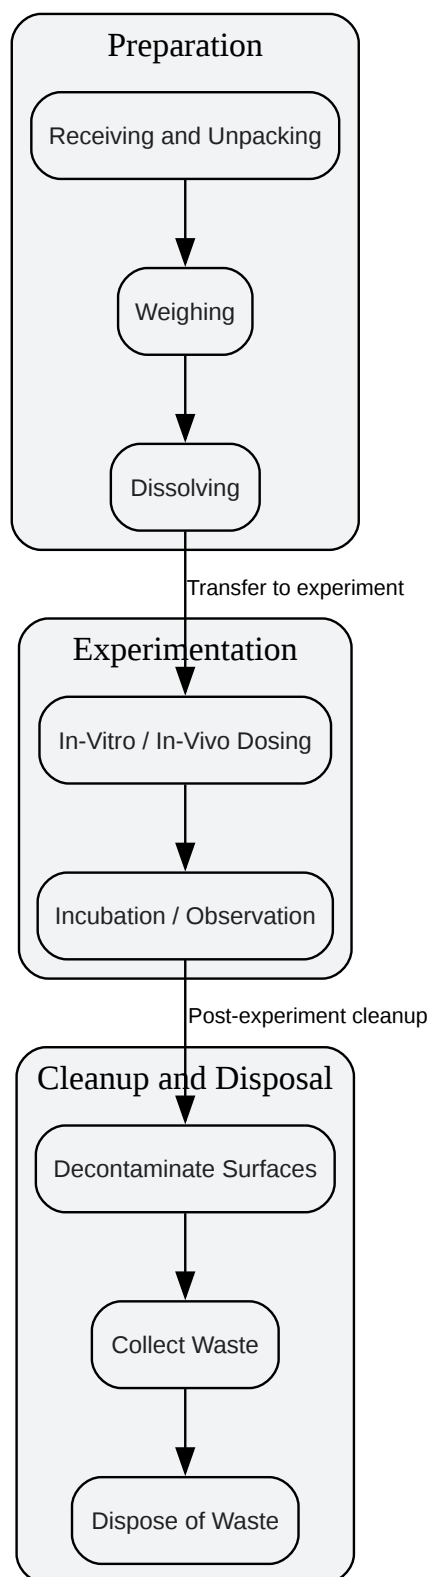 Preparation
Receiving and Unpacking
Weighing
Dissolving
Transfer to experiment
Experimentation
In-Vitro / In-Vivo Dosing
Incubation / Observation
Post-experiment cleanup
Cleanup and Disposal
Decontaminate Surfaces
Collect Waste
Dispose of Waste